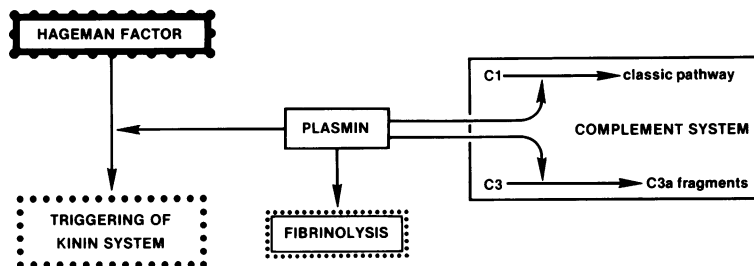 HAGEMAN FACTOR
C1
classic pathway
PLASMIN
COMPLEMENT SYSTEM
C3
C3a fragments
TRIGGERING OF
KININ SYSTEM
FIBRINOLYSIS